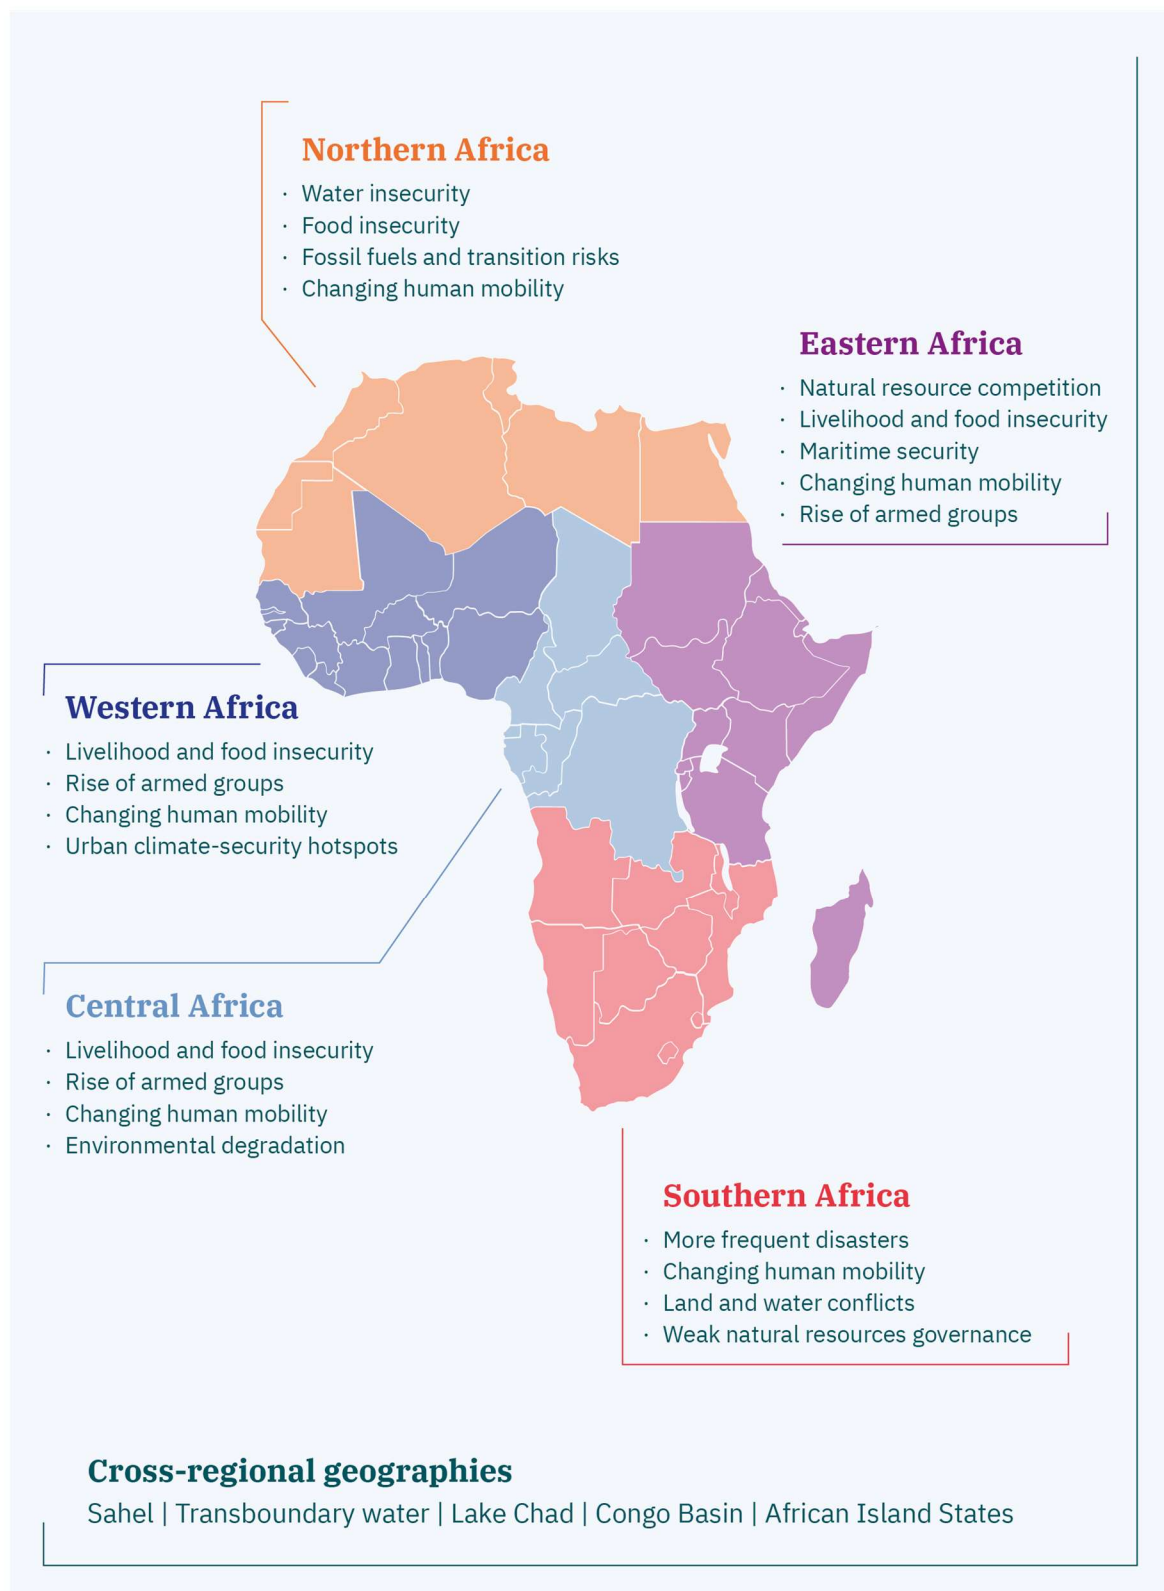 Northern Africa
· Water insecurity
· Food insecurity
· Fossil fuels and transition risks
· Changing human mobility
Eastern Africa
· Natural resource competition
· Livelihood and food insecurity
· Maritime security
· Changing human mobility
· Rise of armed groups
Western Africa
· Livelihood and food insecurity
· Rise of armed groups
· Changing human mobility
· Urban climate-security hotspots
Central Africa
· Livelihood and food insecurity
· Rise of armed groups
· Changing human mobility
· Environmental degradation
Southern Africa
· More frequent disasters
· Changing human mobility
· Land and water conflicts
· Weak natural resources governance
Cross-regional geographies
Sahel | Transboundary water | Lake Chad | Congo Basin | African Island States